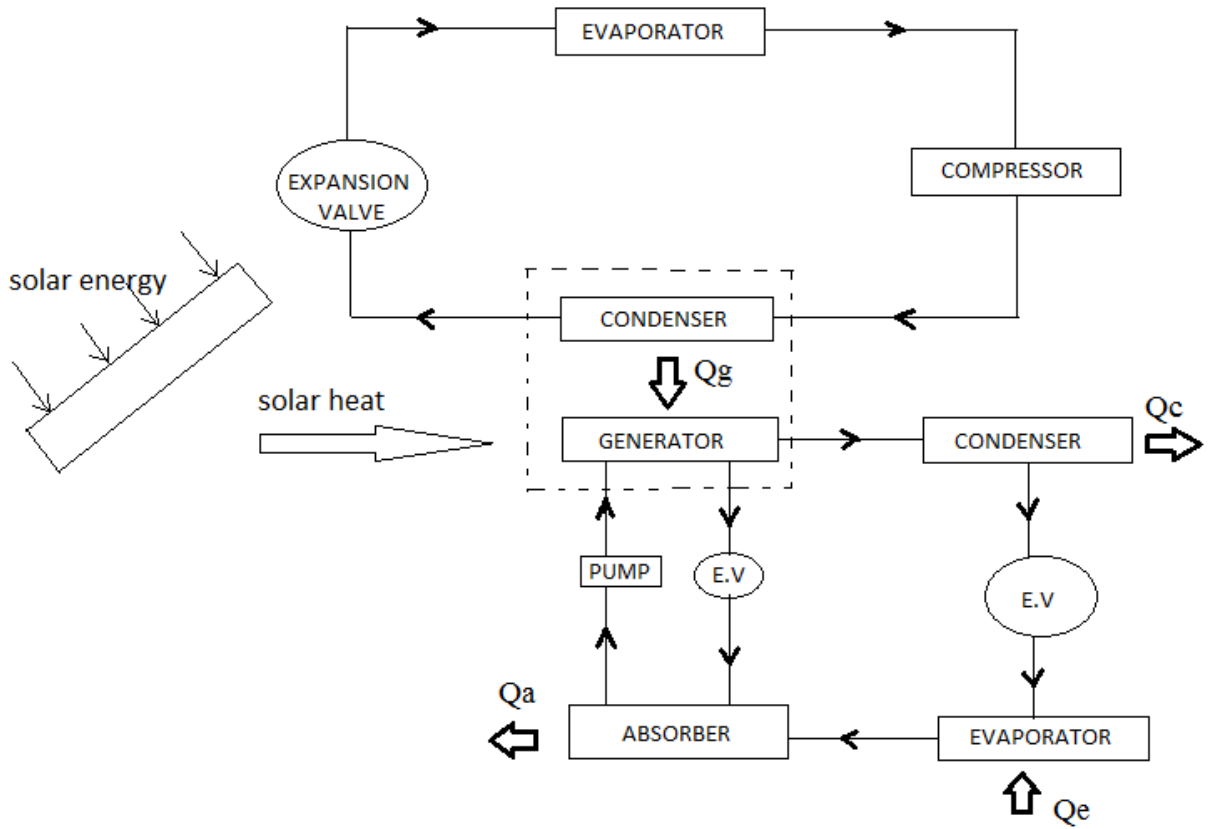 EVAPORATOR
EXPANSION
VALVE
COMPRESSOR
solar energy
CONDENSER
Qg
solar heat
GENERATOR
CONDENSER
Qc
PUMP
E.V
E.V
Qa
ABSORBER
EVAPORATOR
Qe